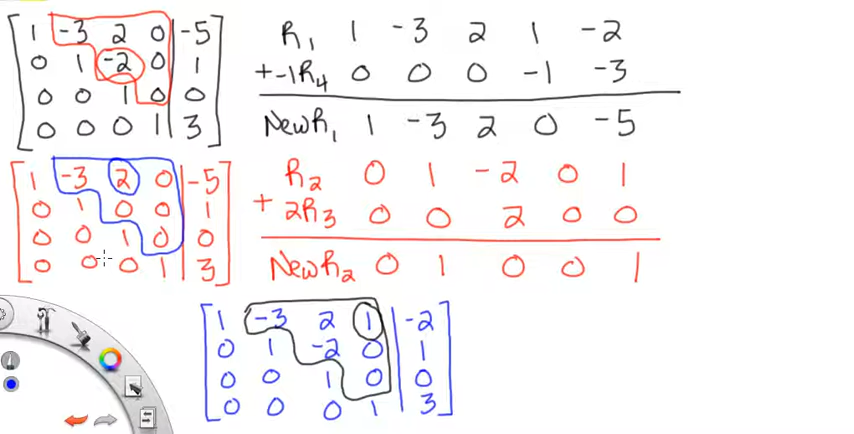 [1 -3 2 0 | -5]
[0 1 -2 0 | 1]
[0 0 1 0 | 0]
[0 0 0 1 | 3]
R₁ 1 -3 2 1 -2
+-1R₄ 0 0 0 -1 -3
New R₁ 1 -3 2 0 -5
[1 -3 2 0 | -5]
[0 1 0 0 | 1]
[0 0 1 0 | 0]
[0 0 0 1 | 3]
R₂ 0 1 -2 0 1
+ 2R₃ 0 0 2 0 0
New R₂ 0 1 0 0 1
[1 -3 2 1 | -2]
[0 1 -2 0 | 1]
[0 0 1 0 | 0]
[0 0 0 1 | 3]